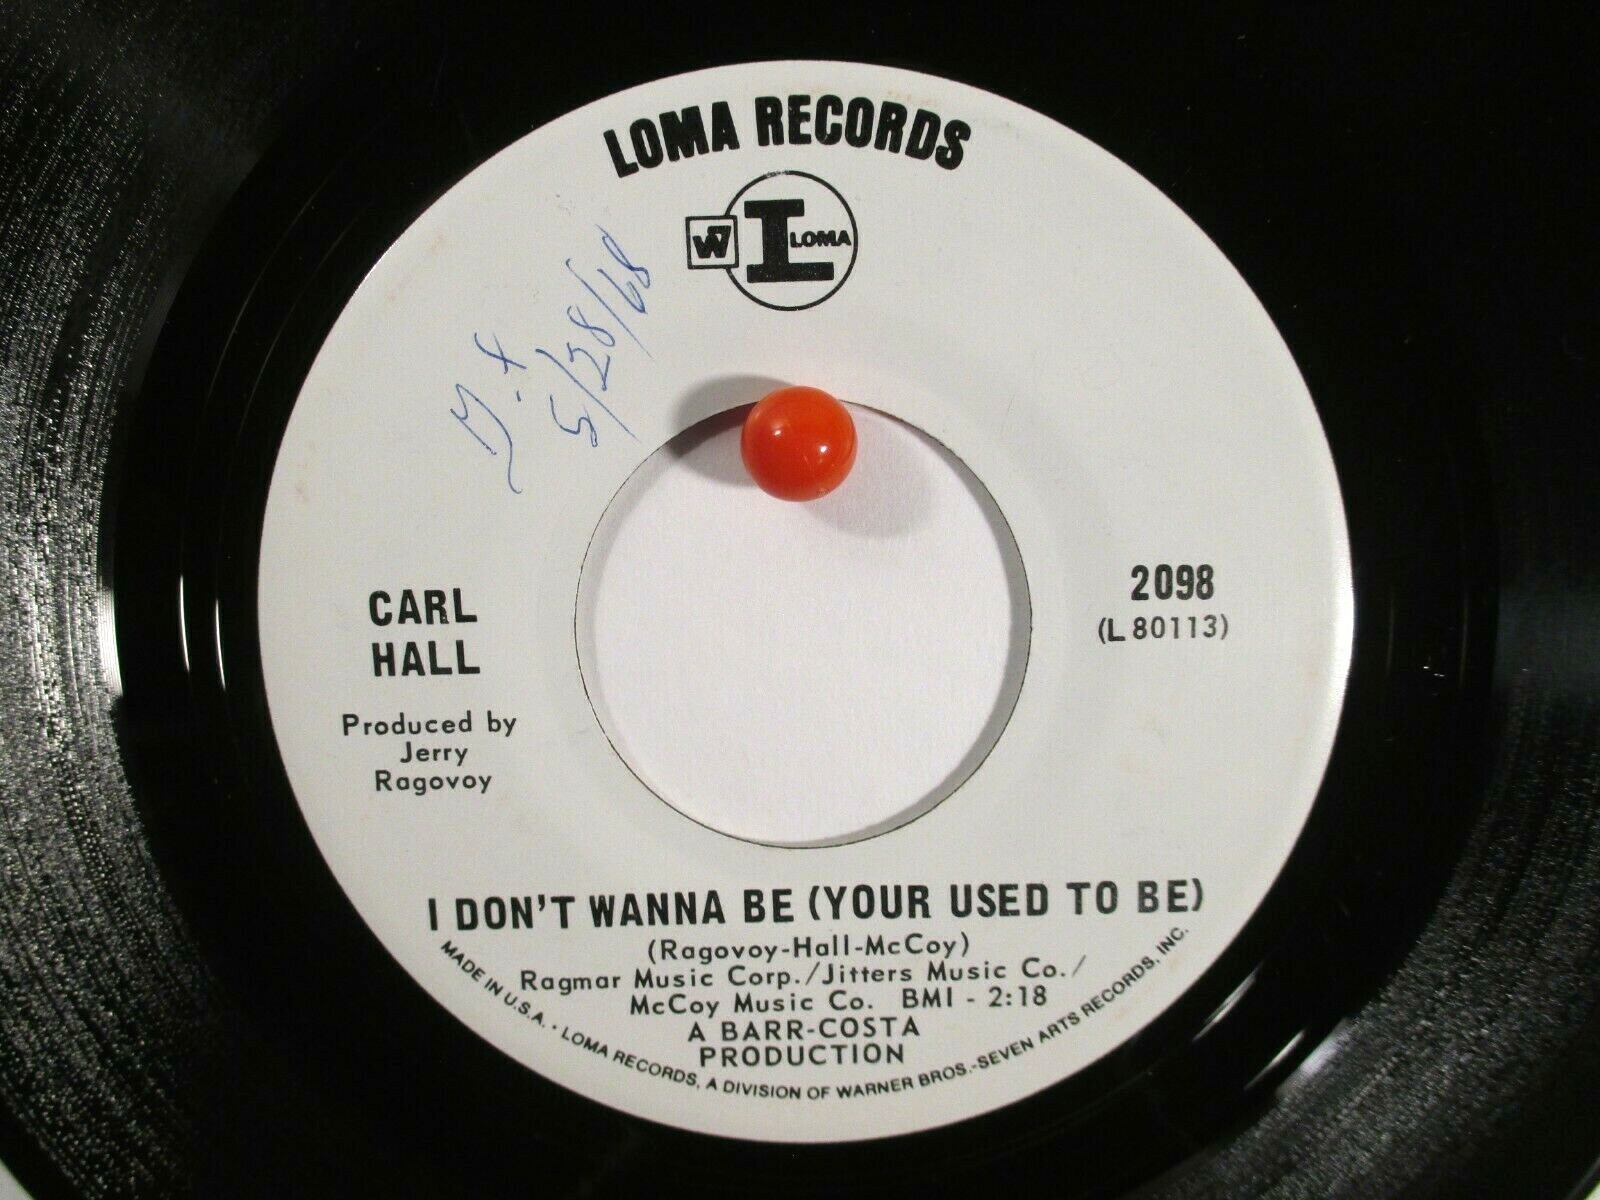 LOMA RECORDS
W7
L LOMA
5/28/68
CARL
HALL
Produced by
Jerry
Ragovoy
2098
(L 80113)
I DON'T WANNA BE (YOUR USED TO BE)
(Ragovoy-Hall-McCoy)
Ragmar Music Corp./Jitters Music Co./
McCoy Music Co. BMI - 2:18
A BARR-COSTA
PRODUCTION
MADE IN U.S.A. • LOMA RECORDS, A DIVISION OF WARNER BROS.-SEVEN ARTS RECORDS, INC.